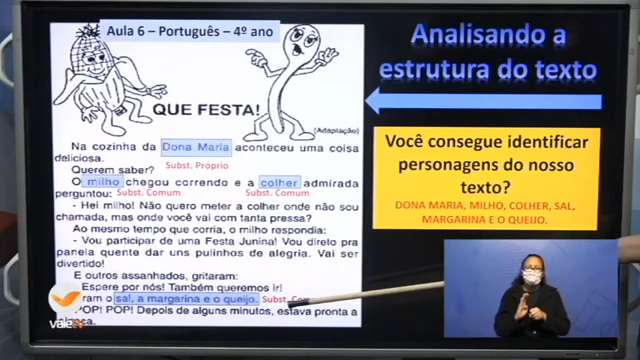 Aula 6 – Português – 4º ano
QUE FESTA!
(Adaptação)
Na cozinha da Dona Maria aconteceu uma coisa
deliciosa.
Subst. Próprio
Querem saber?
O milho chegou correndo e a colher admirada
perguntou:
Subst. Comum
Subst. Comum
- Hei milho! Não quero meter a colher onde não sou
chamada, mas onde você vai com tanta pressa?
Ao mesmo tempo que corria, o milho respondia:
- Vou participar de uma Festa Junina! Vou direto pra
panela quente dar uns pulinhos de alegria. Vai ser
divertido!
E outros assanhados, gritaram:
Espere por nós! Também queremos ir!
o sal, a margarina e o queijo. Subst.
POP! POP! Depois de alguns minutos, estava pronta a
Analisando a
estrutura do texto
Você consegue identificar
personagens do nosso
texto?
DONA MARIA, MILHO, COLHER, SAL,
MARGARINA E O QUEIJO.